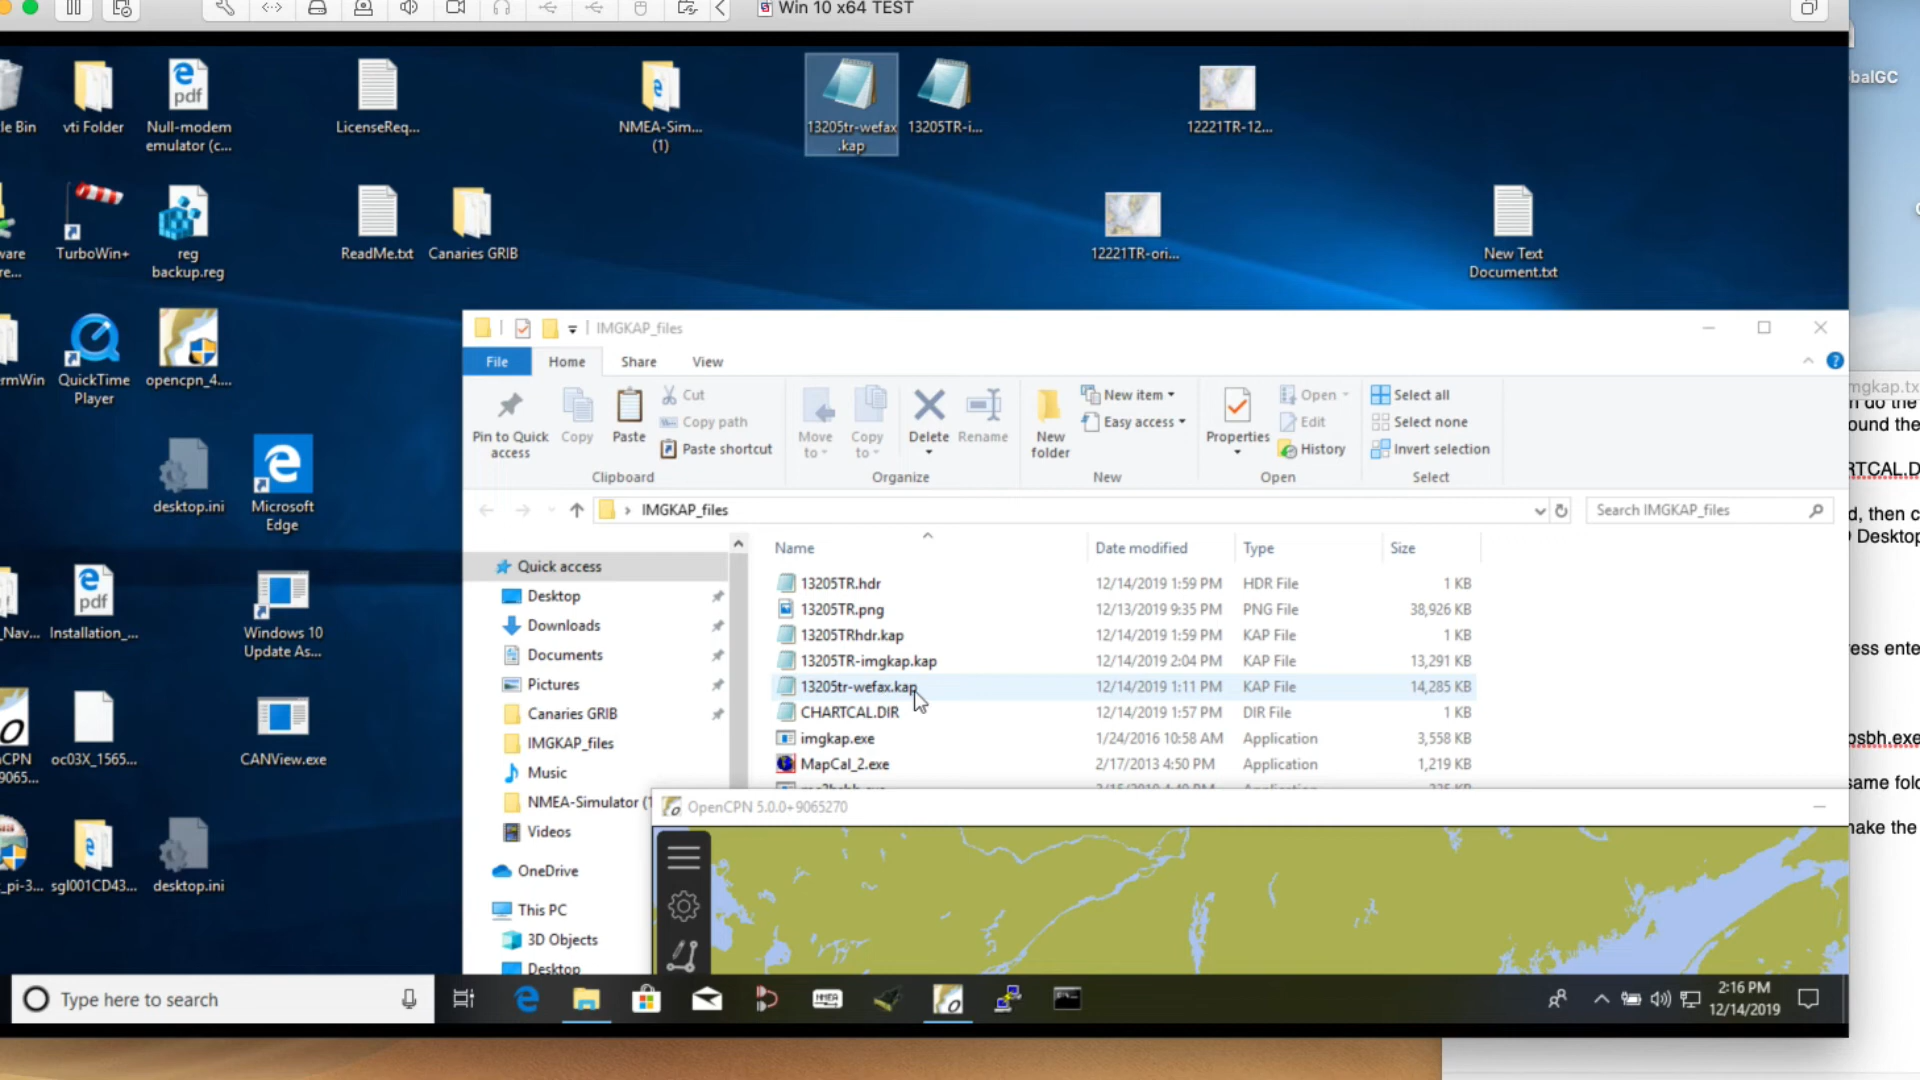 Win 10 x64 TEST
balGC
le Bin
vti Folder
Null-modem
emulator (c...
LicenseReq...
NMEA-Sim...
(1)
13205tr-wefax
.kap
13205TR-i...
12221TR-12...
ware
re...
TurboWin+
reg
backup.reg
ReadMe.txt
Canaries GRIB
12221TR-ori...
New Text
Document.txt
rmWin
QuickTime
Player
opencpn_4....
desktop.ini
Microsoft
Edge
_Nav...
Installation_...
Windows 10
Update As...
CPN
9065...
oc03X_1565...
CANView.exe
_pi-3...
sgl001CD43...
desktop.ini
IMGKAP_files
File
Home
Share
View
Pin to Quick
access
Copy
Paste
Cut
Copy path
Paste shortcut
Clipboard
Move
to
Copy
to
Delete
Rename
Organize
New
folder
New item
Easy access
New
Properties
Open
Edit
History
Open
Select all
Select none
Invert selection
Select
IMGKAP_files
Search IMGKAP_files
Name Date modified Type Size
13205TR.hdr 12/14/2019 1:59 PM HDR File 1 KB
13205TR.png 12/13/2019 9:35 PM PNG File 38,926 KB
13205TRhdr.kap 12/14/2019 1:59 PM KAP File 1 KB
13205TR-imgkap.kap 12/14/2019 2:04 PM KAP File 13,291 KB
13205tr-wefax.kap 12/14/2019 1:11 PM KAP File 14,285 KB
CHARTCAL.DIR 12/14/2019 1:57 PM DIR File 1 KB
imgkap.exe 1/24/2016 10:58 AM Application 3,558 KB
MapCal_2.exe 2/17/2013 4:50 PM Application 1,219 KB
Quick access
Desktop
Downloads
Documents
Pictures
Canaries GRIB
IMGKAP_files
Music
NMEA-Simulator (1
Videos
OneDrive
This PC
3D Objects
Desktop
OpenCPN 5.0.0+9065270
mgkap.tx
n do the
ound the
RTCAL.D
d, then c
Desktop
ess ente
bsbh.exe
same fold
make the
Type here to search
NMEA
2:16 PM
12/14/2019